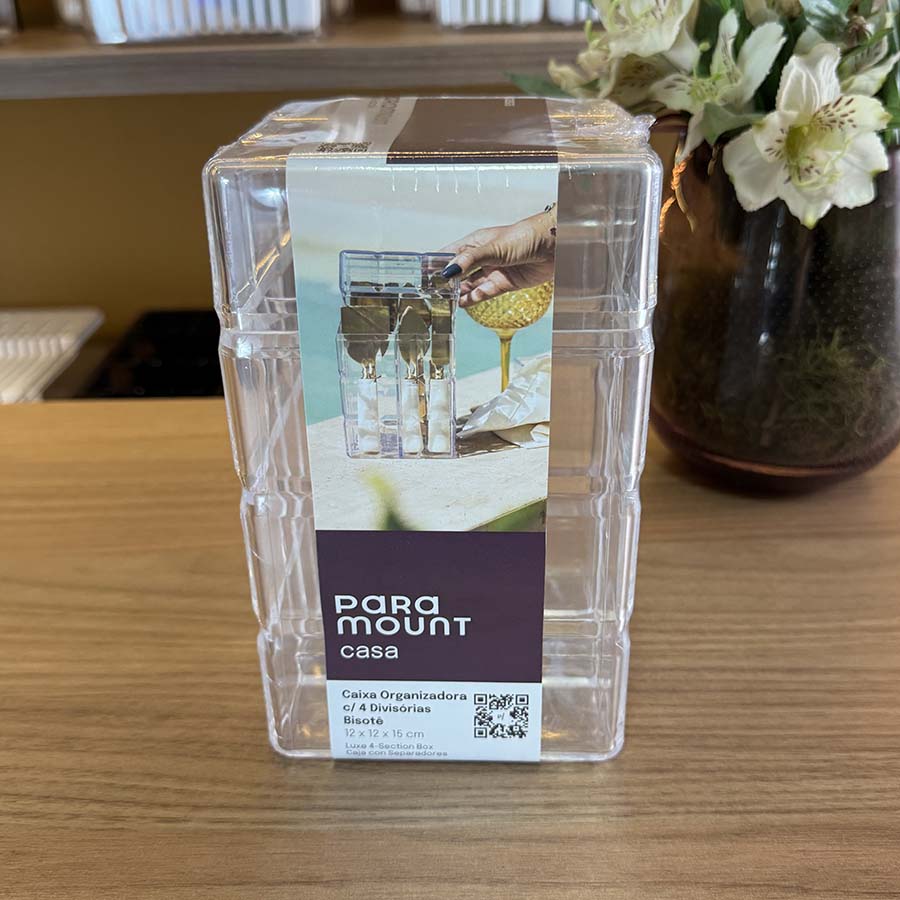 PARA
MOUNT
casa
Caixa Organizadora
c/ 4 Divisórias
Bisotê
12 x 12 x 15 cm
Luxe 4-Section Box
Caja con Separadores